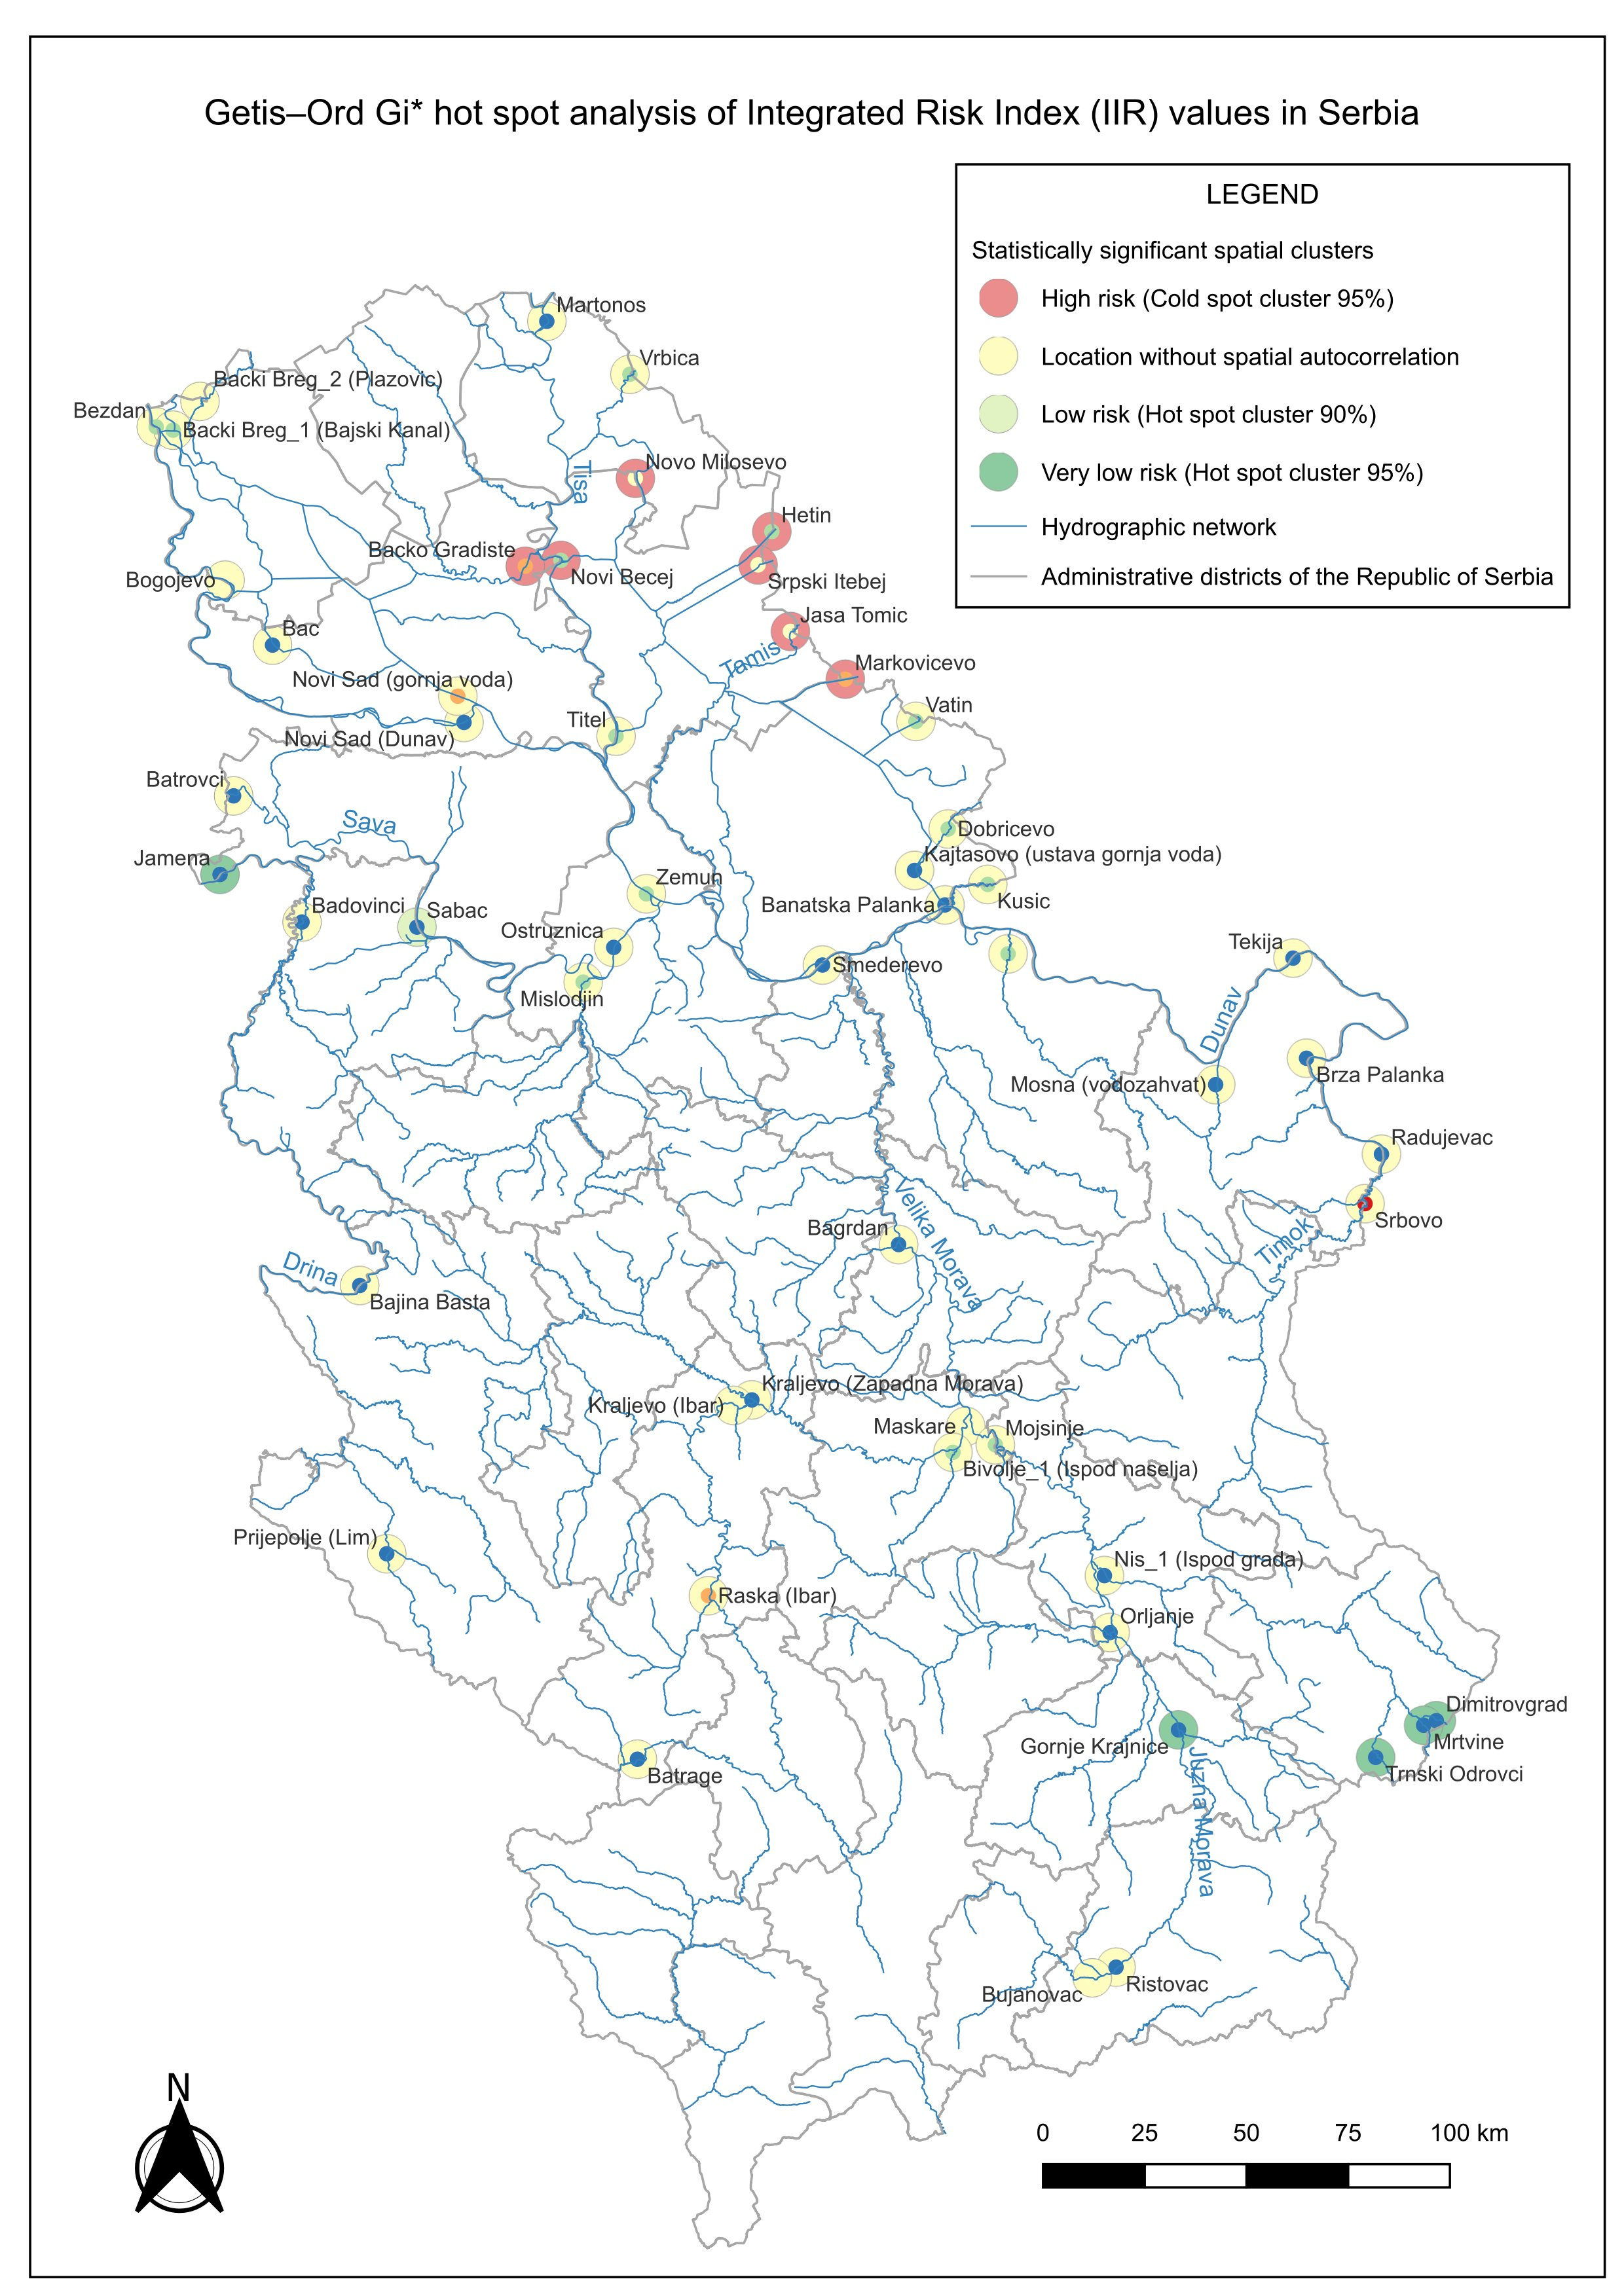 Getis–Ord Gi* hot spot analysis of Integrated Risk Index (IIR) values in Serbia
LEGEND
Statistically significant spatial clusters
High risk (Cold spot cluster 95%)
Location without spatial autocorrelation
Low risk (Hot spot cluster 90%)
Very low risk (Hot spot cluster 95%)
Hydrographic network
Administrative districts of the Republic of Serbia
Martonos
Vrbica
Backi Breg_2 (Plazovic)
Bezdan
Backi Breg_1 (Bajski Kanal)
Novo Milosevo
Tisa
Hetin
Backo Gradiste
Novi Becej
Srpski Itebej
Bogojevo
Jasa Tomic
Bac
Tamis
Markovicevo
Novi Sad (gornja voda)
Vatin
Titel
Novi Sad (Dunav)
Batrovci
Sava
Dobricevo
Jamena
Kajtasovo (ustava gornja voda)
Zemun
Kusic
Badovinci
Sabac
Banatska Palanka
Ostruznica
Smederevo
Tekija
Mislodjin
Dunav
Mosna (vodozahvat)
Brza Palanka
Radujevac
Velika Morava
Srbovo
Bagrdan
Timok
Drina
Bajina Basta
Kraljevo (Zapadna Morava)
Kraljevo (Ibar)
Maskare
Mojsinje
Bivolje_1 (Ispod naselja)
Prijepolje (Lim)
Nis_1 (Ispod grada)
Raska (Ibar)
Orljanje
Dimitrovgrad
Mrtvine
Gornje Krajnice
Trnski Odrovci
Batrage
Juzna Morava
Ristovac
Bujanovac
N
0 25 50 75 100 km